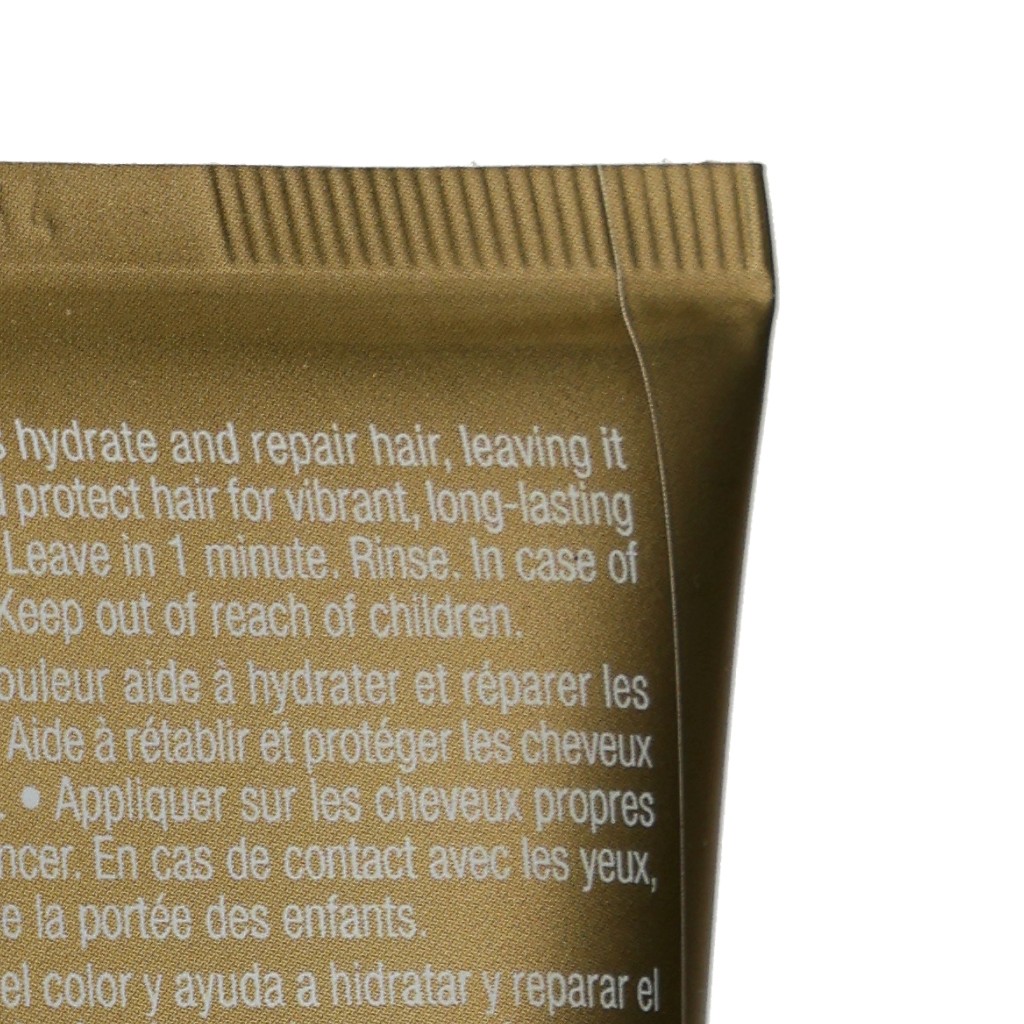 hydrate and repair hair, leaving it
protect hair for vibrant, long-lasting
Leave in 1 minute. Rinse. In case of
Keep out of reach of children.
ouleur aide à hydrater et réparer les
Aide à rétablir et protéger les cheveux
. • Appliquer sur les cheveux propres
ncer. En cas de contact avec les yeux,
e la portée des enfants.
el color y ayuda a hidratar y reparar el